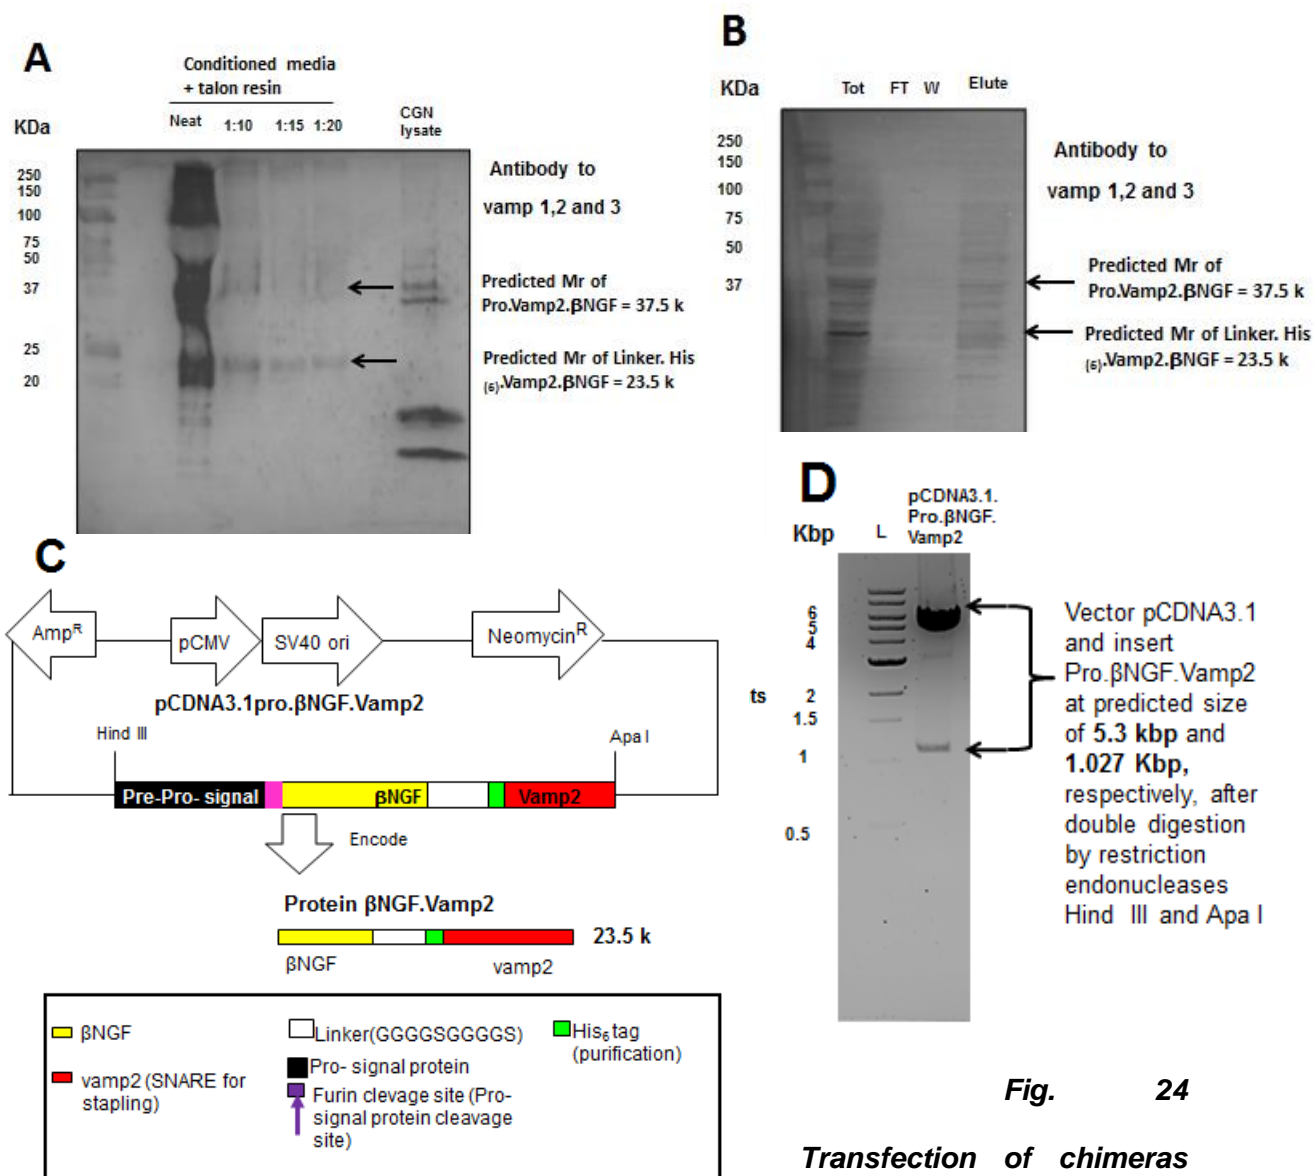 A
Conditioned media
+ talon resin
KDa
Neat 1:10 1:15 1:20
CGN
lysate
250
150
100
75
50
37
25
20
Antibody to
vamp 1,2 and 3
Predicted Mr of
Pro.Vamp2.βNGF = 37.5 k
Predicted Mr of Linker. His
(6).Vamp2.βNGF = 23.5 k
B
KDa
Tot FT W Elute
250
150
100
75
50
37
Antibody to
vamp 1,2 and 3
Predicted Mr of
Pro.Vamp2.βNGF = 37.5 k
Predicted Mr of Linker. His
(6).Vamp2.βNGF = 23.5 k
C
AmpR
pCMV
SV40 ori
NeomycinR
pCDNA3.1pro.βNGF.Vamp2
Hind III
Apa I
Pre-Pro- signal
βNGF
Vamp2
Encode
Protein βNGF.Vamp2
23.5 k
βNGF
vamp2
βNGF
vamp2 (SNARE for
stapling)
Linker(GGGGSGGGGS)
Pro- signal protein
Furin clevage site (Pro-
signal protein cleavage
site)
His6 tag
(purification)
D
pCDNA3.1.
Pro.βNGF.
Vamp2
Kbp
L
6
5
4
ts
2
1.5
1
0.5
Vector pCDNA3.1
and insert
Pro.βNGF.Vamp2
at predicted size
of 5.3 kbp and
1.027 Kbp,
respectively, after
double digestion
by restriction
endonucleases
Hind III and Apa I
Fig. 24
Transfection of chimeras